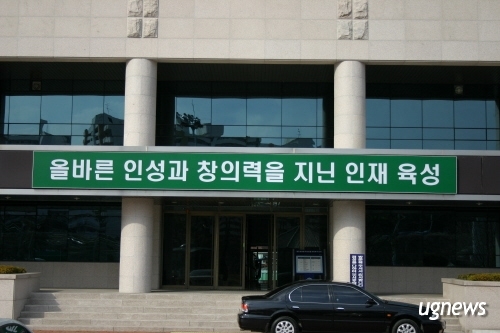 올바른 인성과 창의력을 지닌 인재 육성
ugnews